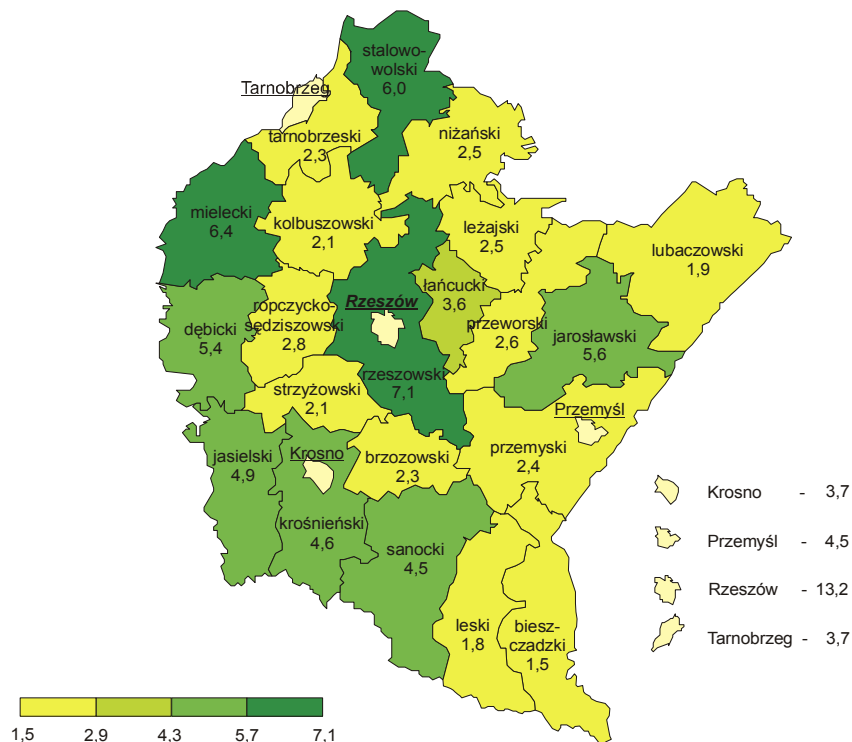 stalowo-
wolski
6,0
Tarnobrzeg
tarnobrzeski
2,3
niżański
2,5
mielecki
6,4
kolbuszowski
2,1
leżajski
2,5
lubaczowski
1,9
łańcucki
3,6
Rzeszów
ropczycko-
sędziszowski
2,8
dębicki
5,4
przeworski
2,6
jarosławski
5,6
rzeszowski
7,1
strzyżowski
2,1
Przemyśl
przemyski
2,4
jasielski
4,9
Krosno
brzozowski
2,3
krośnieński
4,6
sanocki
4,5
leski
1,8
biesz-
czadzki
1,5
Krosno - 3,7
Przemyśl - 4,5
Rzeszów - 13,2
Tarnobrzeg - 3,7
1,5 2,9 4,3 5,7 7,1